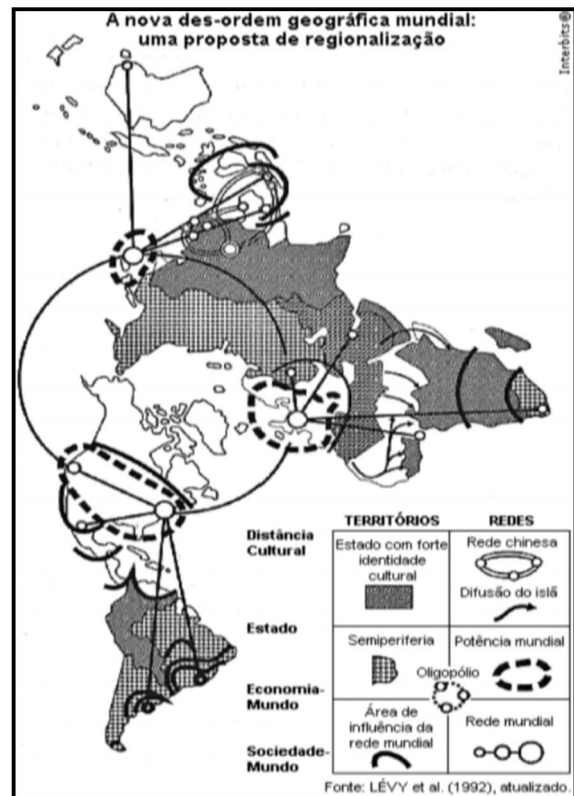 A nova des-ordem geográfica mundial:
uma proposta de regionalização
Interbits®
TERRITÓRIOS
REDES
Distância
Cultural
Estado com forte
identidade
cultural
Rede chinesa
Difusão do islã
Estado
Semiperiferia
Potência mundial
Oligopólio
Economia-
Mundo
Área de
influência da
rede mundial
Rede mundial
Sociedade-
Mundo
Fonte: LÉVY et al. (1992), atualizado.